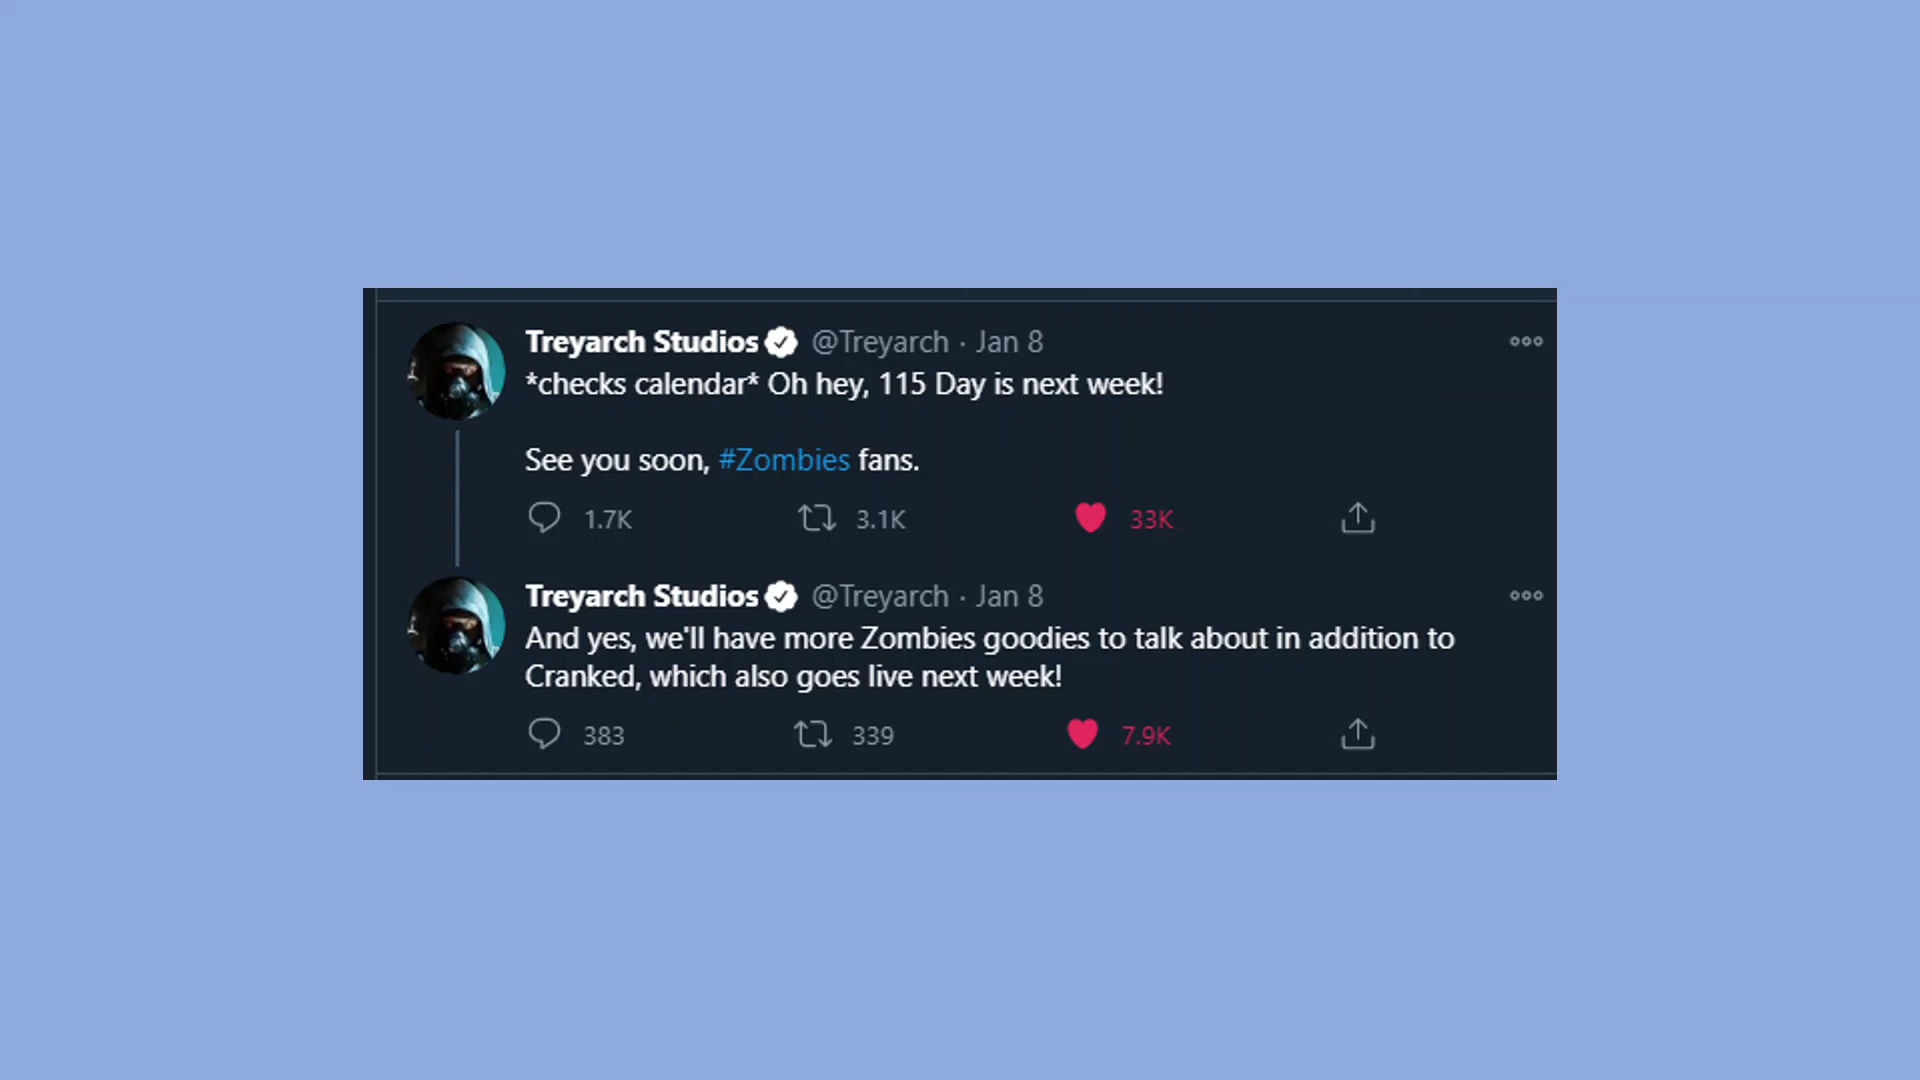 Treyarch Studios @Treyarch · Jan 8
*checks calendar* Oh hey, 115 Day is next week!
See you soon, #Zombies fans.
1.7K 3.1K 33K
Treyarch Studios @Treyarch · Jan 8
And yes, we'll have more Zombies goodies to talk about in addition to
Cranked, which also goes live next week!
383 339 7.9K